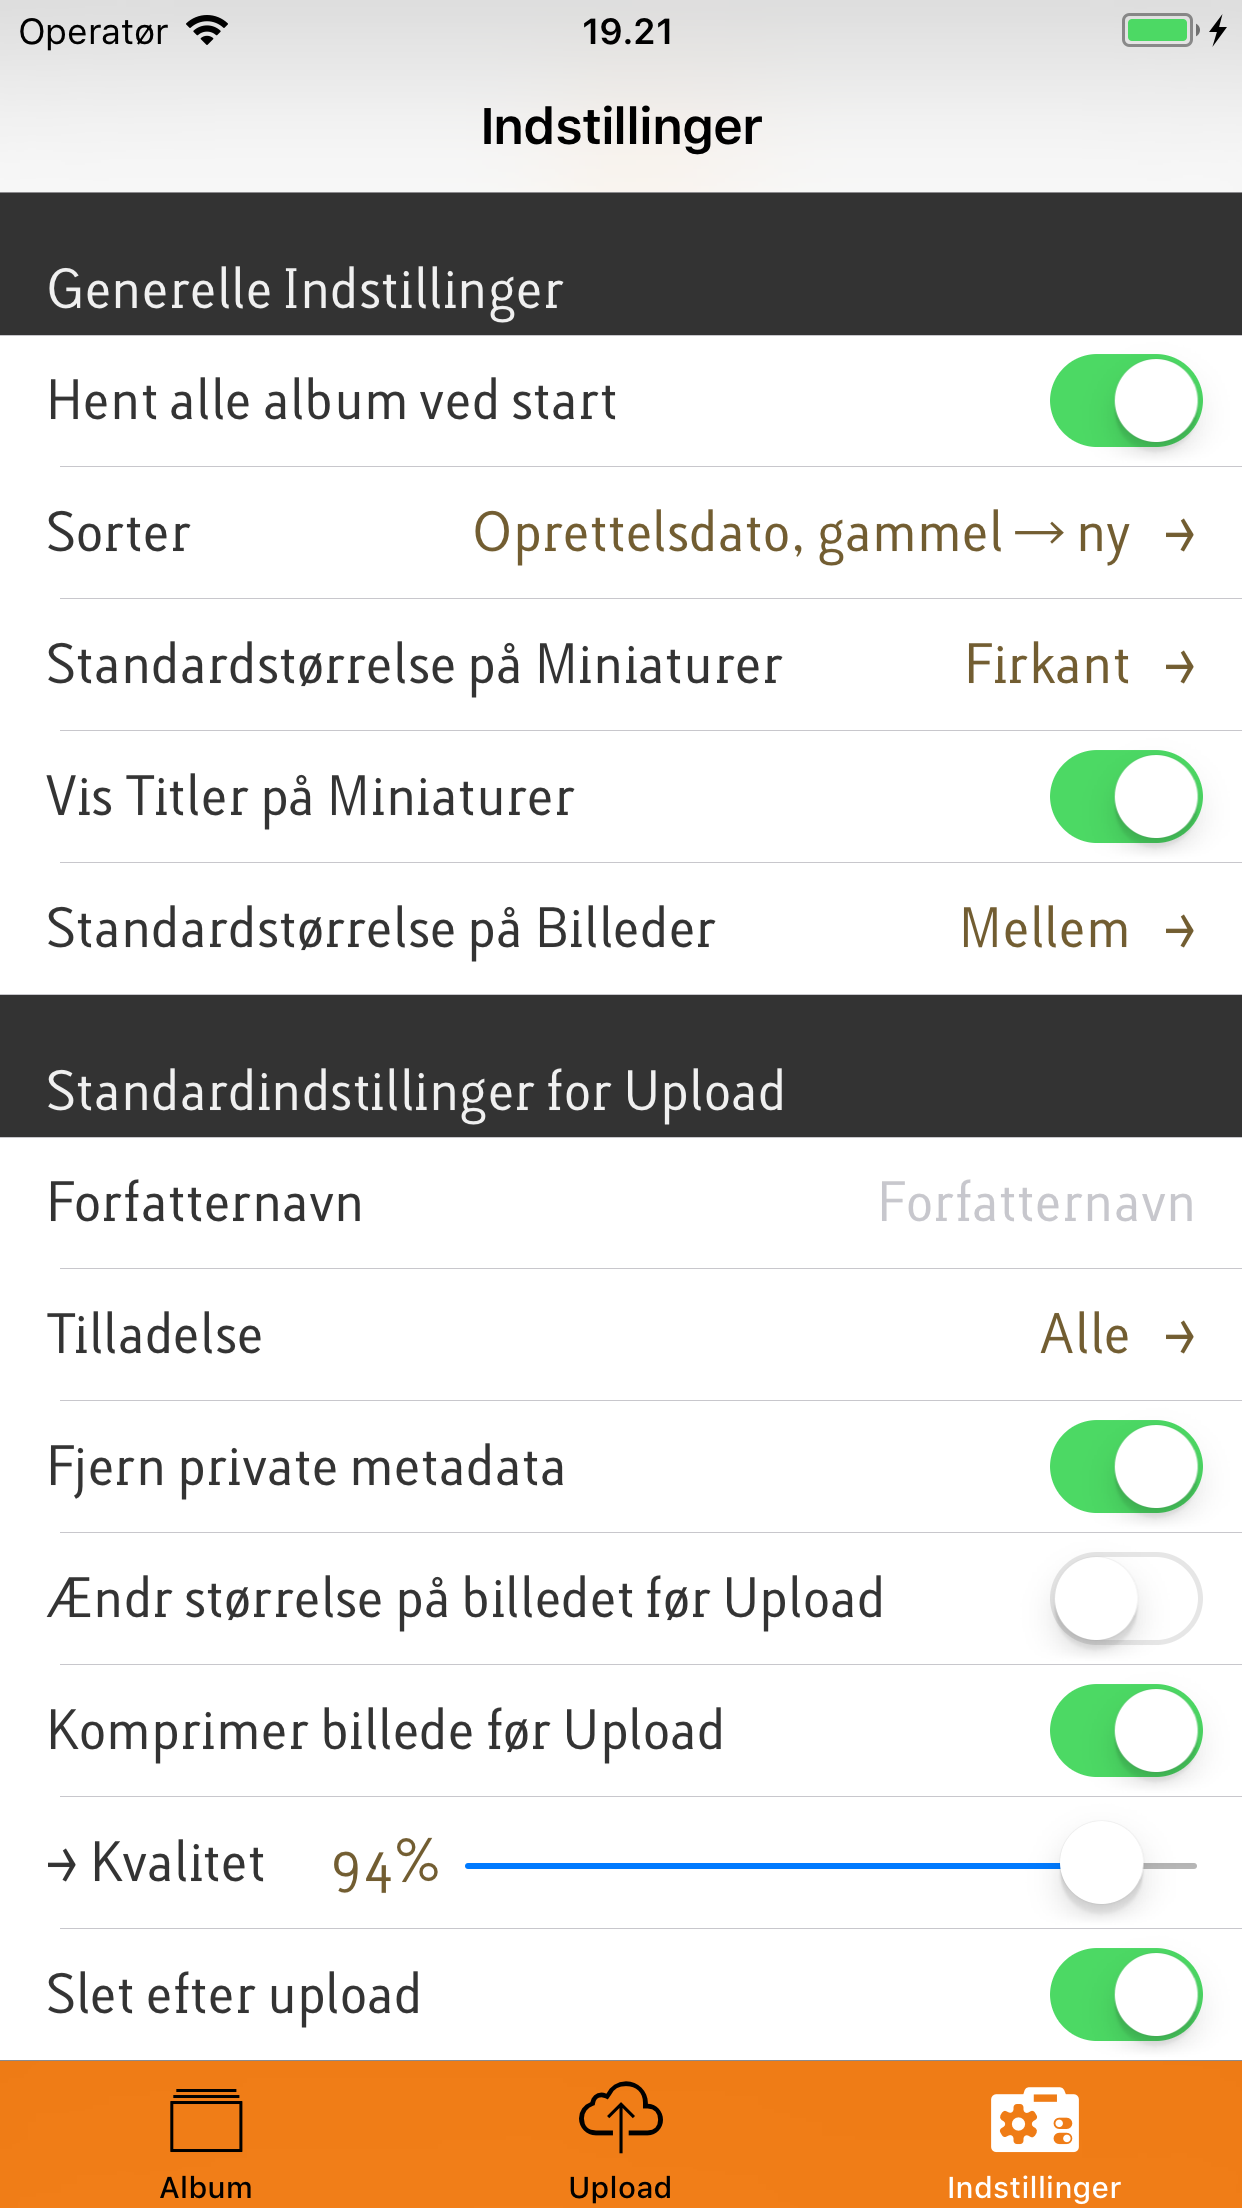 Operatør 19.21
Indstillinger
Generelle Indstillinger
Hent alle album ved start
Sorter Oprettelsdato, gammel → ny →
Standardstørrelse på Miniaturer Firkant →
Vis Titler på Miniaturer
Standardstørrelse på Billeder Mellem →
Standardindstillinger for Upload
Forfatternavn Forfatternavn
Tilladelse Alle →
Fjern private metadata
Ændr størrelse på billedet før Upload
Komprimer billede før Upload
→ Kvalitet 94%
Slet efter upload
Album Upload Indstillinger